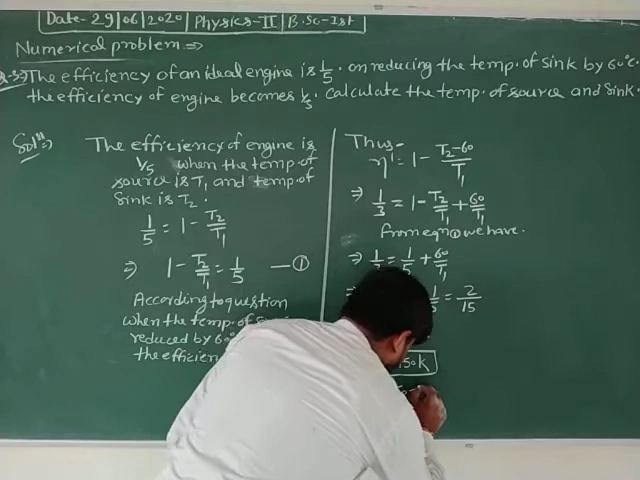 Date-29|06|2020|Physics-II|B.Sc-Ist
Numerical problem ⇒
Q-3:⇒ The efficiency of an ideal engine is 1/5. on reducing the temp. of sink by 60°C.
the efficiency of engine becomes 1/3. Calculate the temp. of source and sink.
Solⁿ:⇒
The efficiency of engine is
1/5 when the temp. of
source is T₁ and temp. of
sink is T₂.
1/5 = 1 - T₂/T₁
⇒ 1 - T₂/T₁ = 1/5 —①
According to question
when the temp. of
reduced by 60°
the efficien
Thus-
η' = 1 - T₂-60/T₁
⇒ 1/3 = 1 - T₂/T₁ + 60/T₁
from eqn ① we have.
⇒ 1/3 = 1/5 + 60/T₁
⇒ 1/5 = 2/15
150K